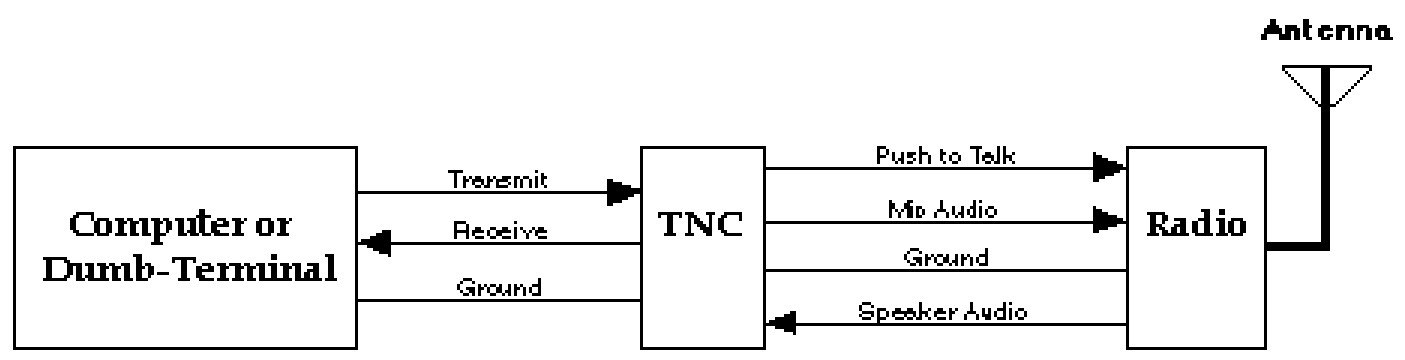 Antenna
Push to Talk
Transmit
Mic Audio
Computer or
Dumb-Terminal
Receive
TNC
Radio
Ground
Ground
Speaker Audio